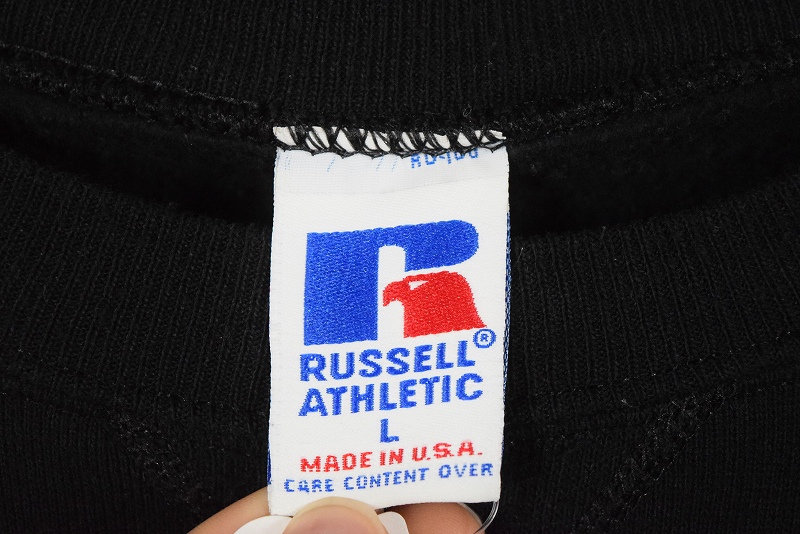 RUSSELL®
ATHLETIC
L
MADE IN U.S.A.
CARE CONTENT OVER